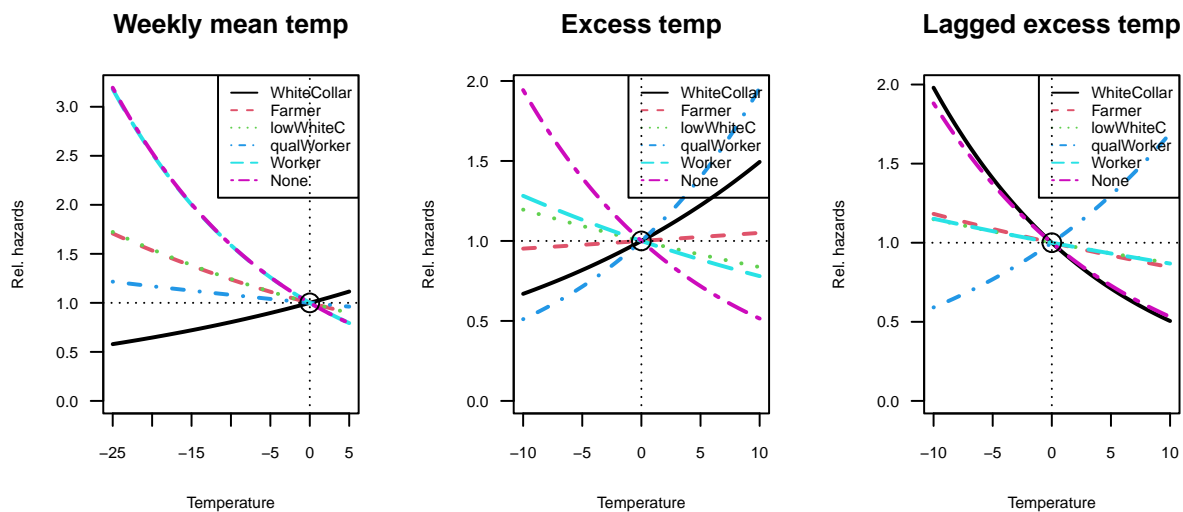 Weekly mean temp
Rel. hazards
3.0
2.5
2.0
1.5
1.0
0.5
0.0
WhiteCollar
Farmer
lowWhiteC
qualWorker
Worker
None
−25
−15
−5
0
5
Temperature
Excess temp
Rel. hazards
2.0
1.5
1.0
0.5
0.0
WhiteCollar
Farmer
lowWhiteC
qualWorker
Worker
None
−10
−5
0
5
10
Temperature
Lagged excess temp
Rel. hazards
2.0
1.5
1.0
0.5
0.0
WhiteCollar
Farmer
lowWhiteC
qualWorker
Worker
None
−10
−5
0
5
10
Temperature